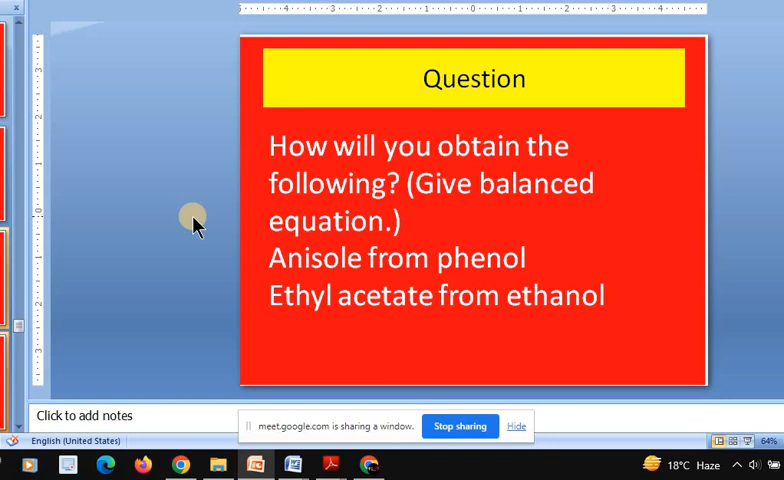 Question
How will you obtain the
following? (Give balanced
equation.)
Anisole from phenol
Ethyl acetate from ethanol
Click to add notes
meet.google.com is sharing a window.
Stop sharing
Hide
English (United States)
64%
18°C Haze